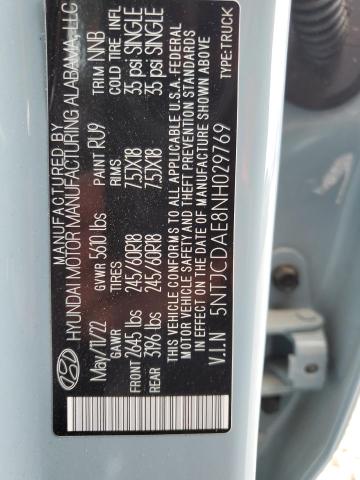 MANUFACTURED BY
HYUNDAI MOTOR MANUFACTURING ALABAMA, LLC
May/11/22 GVWR 5610 lbs PAINT RU9 TRIM NNB
GAWR TIRES RIMS COLD TIRE INFL
FRONT 2645 lbs 245/60R18 7.5JX18 35 psi SINGLE
REAR 3196 lbs 245/60R18 7.5JX18 35 psi SINGLE
THIS VEHICLE CONFORMS TO ALL APPLICABLE U.S.A. FEDERAL
MOTOR VEHICLE SAFETY AND THEFT PREVENTION STANDARDS
IN EFFECT ON THE DATE OF MANUFACTURE SHOWN ABOVE.
V.I.N 5NTJCDAE8NH029769 TYPE:TRUCK